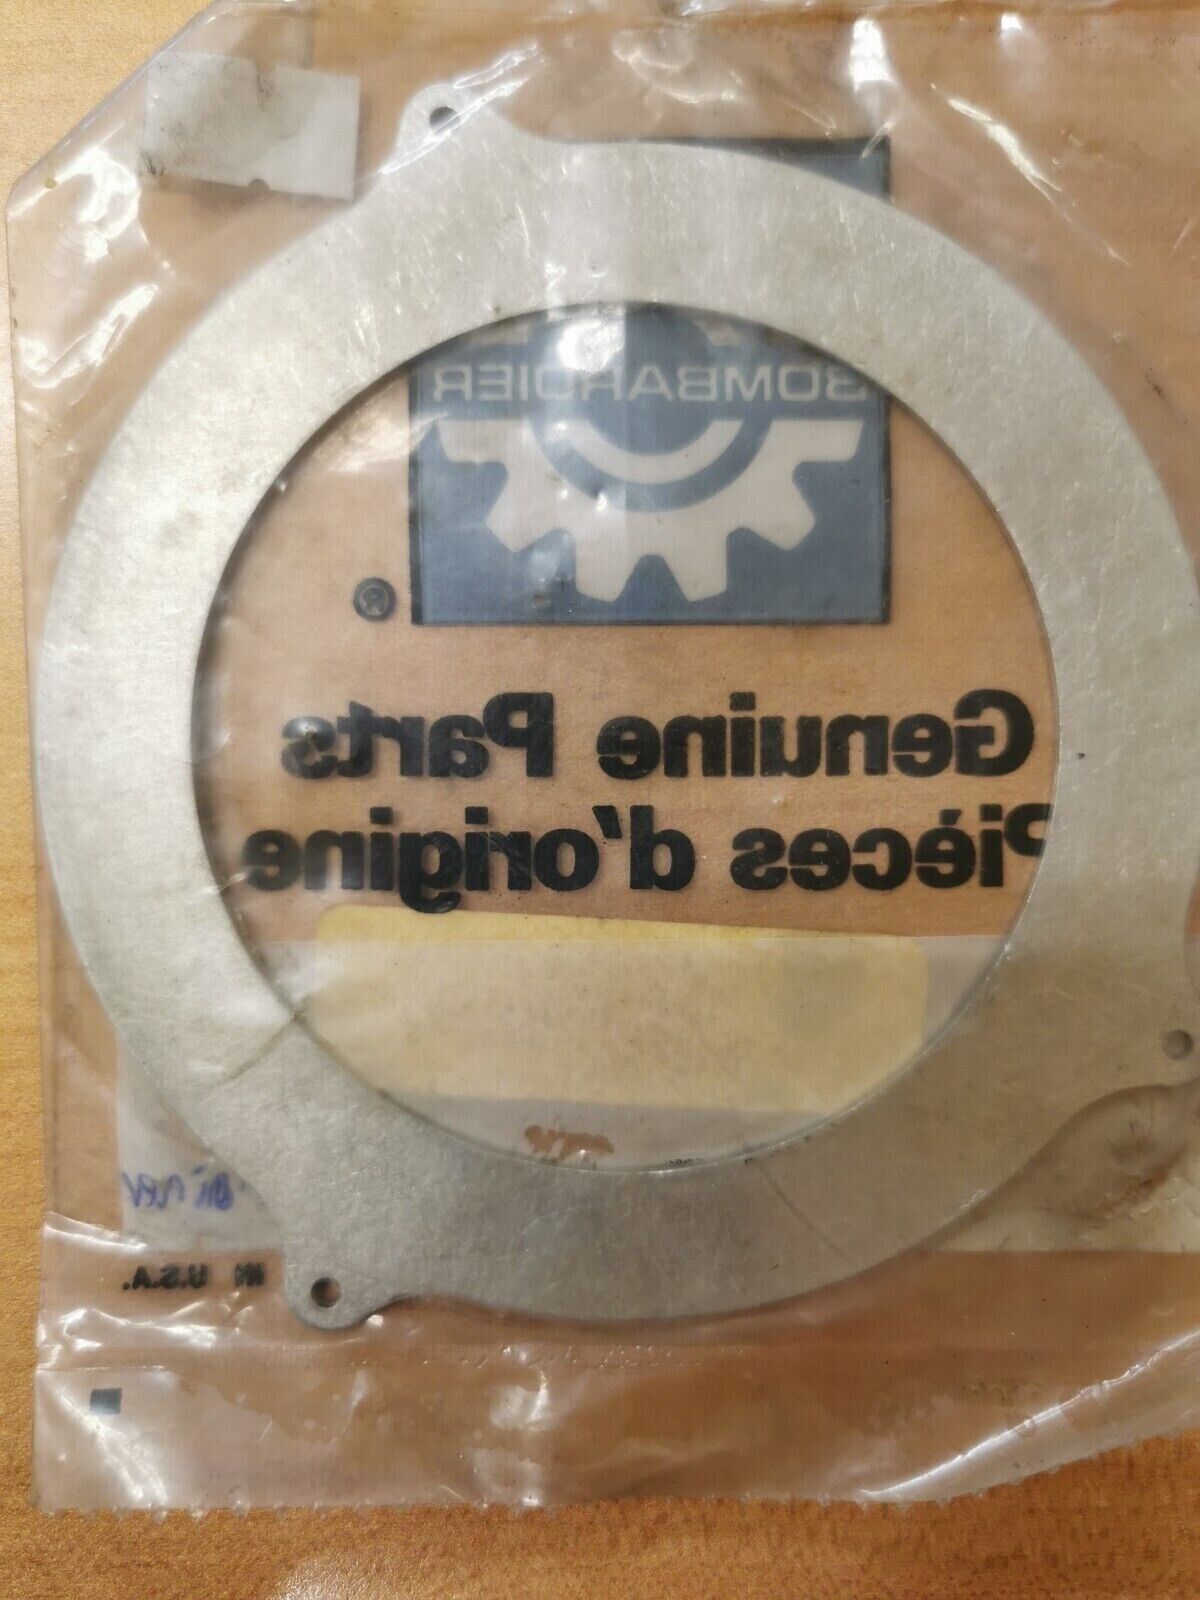 BOMBARDIER
®
Genuine Parts
Pièces d'origine
IN U.S.A.